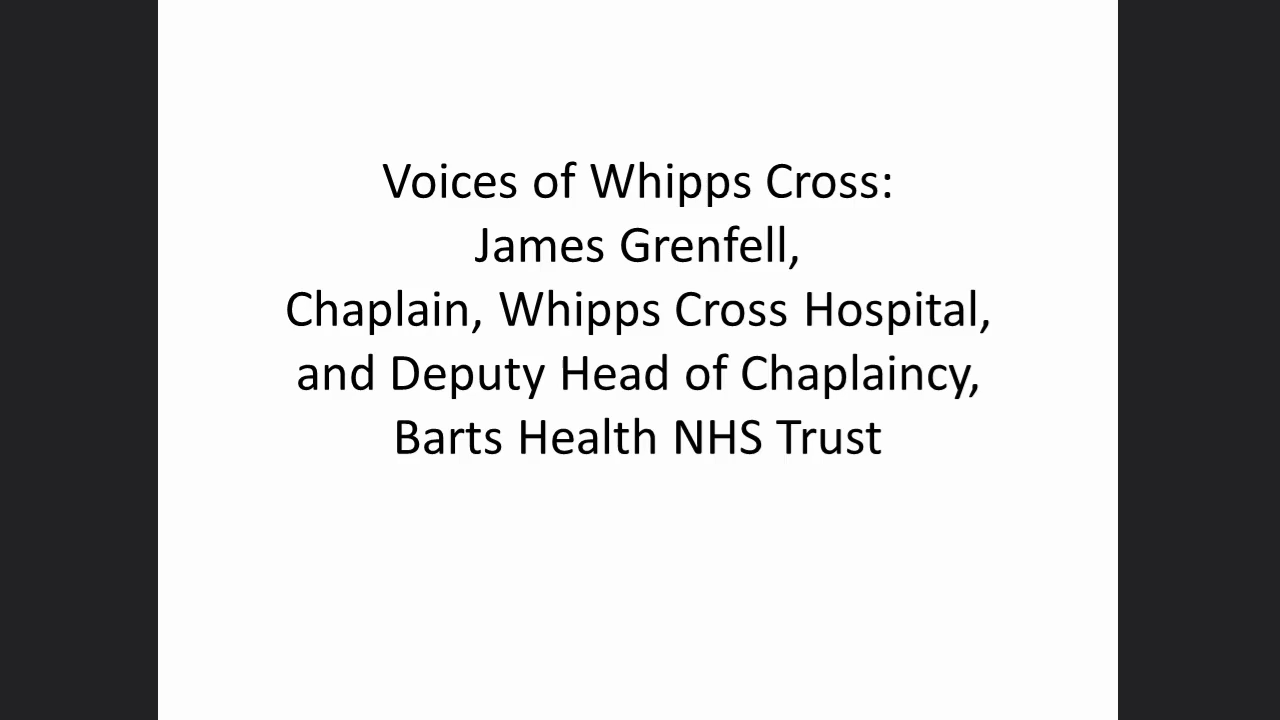 Voices of Whipps Cross:
James Grenfell,
Chaplain, Whipps Cross Hospital,
and Deputy Head of Chaplaincy,
Barts Health NHS Trust